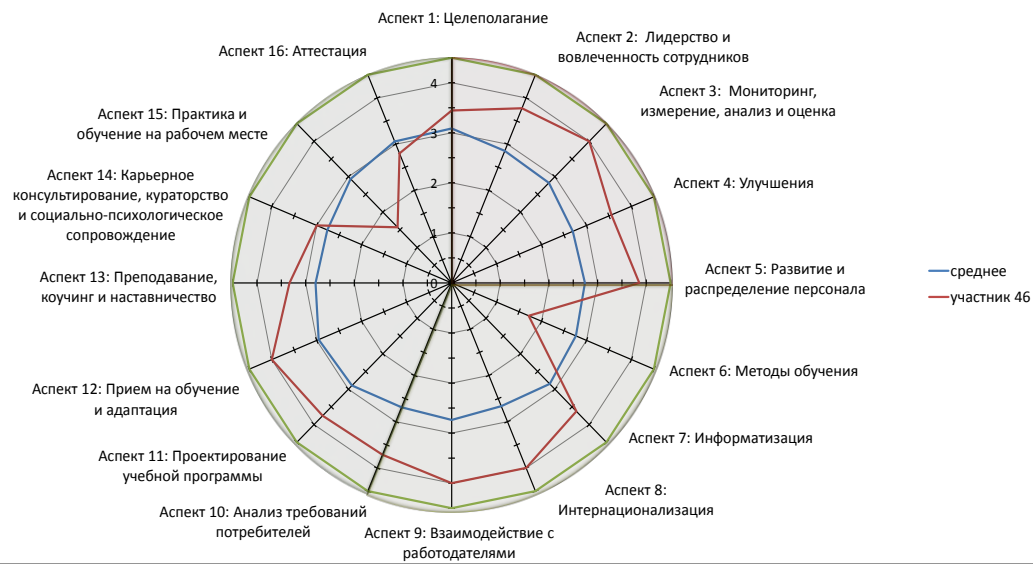 Аспект 1: Целеполагание
Аспект 2: Лидерство и
вовлеченность сотрудников
Аспект 3: Мониторинг,
измерение, анализ и оценка
Аспект 4: Улучшения
Аспект 5: Развитие и
распределение персонала
Аспект 6: Методы обучения
Аспект 7: Информатизация
Аспект 8:
Интернационализация
Аспект 9: Взаимодействие с
работодателями
Аспект 10: Анализ требований
потребителей
Аспект 11: Проектирование
учебной программы
Аспект 12: Прием на обучение
и адаптация
Аспект 13: Преподавание,
коучинг и наставничество
Аспект 14: Карьерное
консультирование, кураторство
и социально-психологическое
сопровождение
Аспект 15: Практика и
обучение на рабочем месте
Аспект 16: Аттестация
4
3
2
1
0
среднее
участник 46